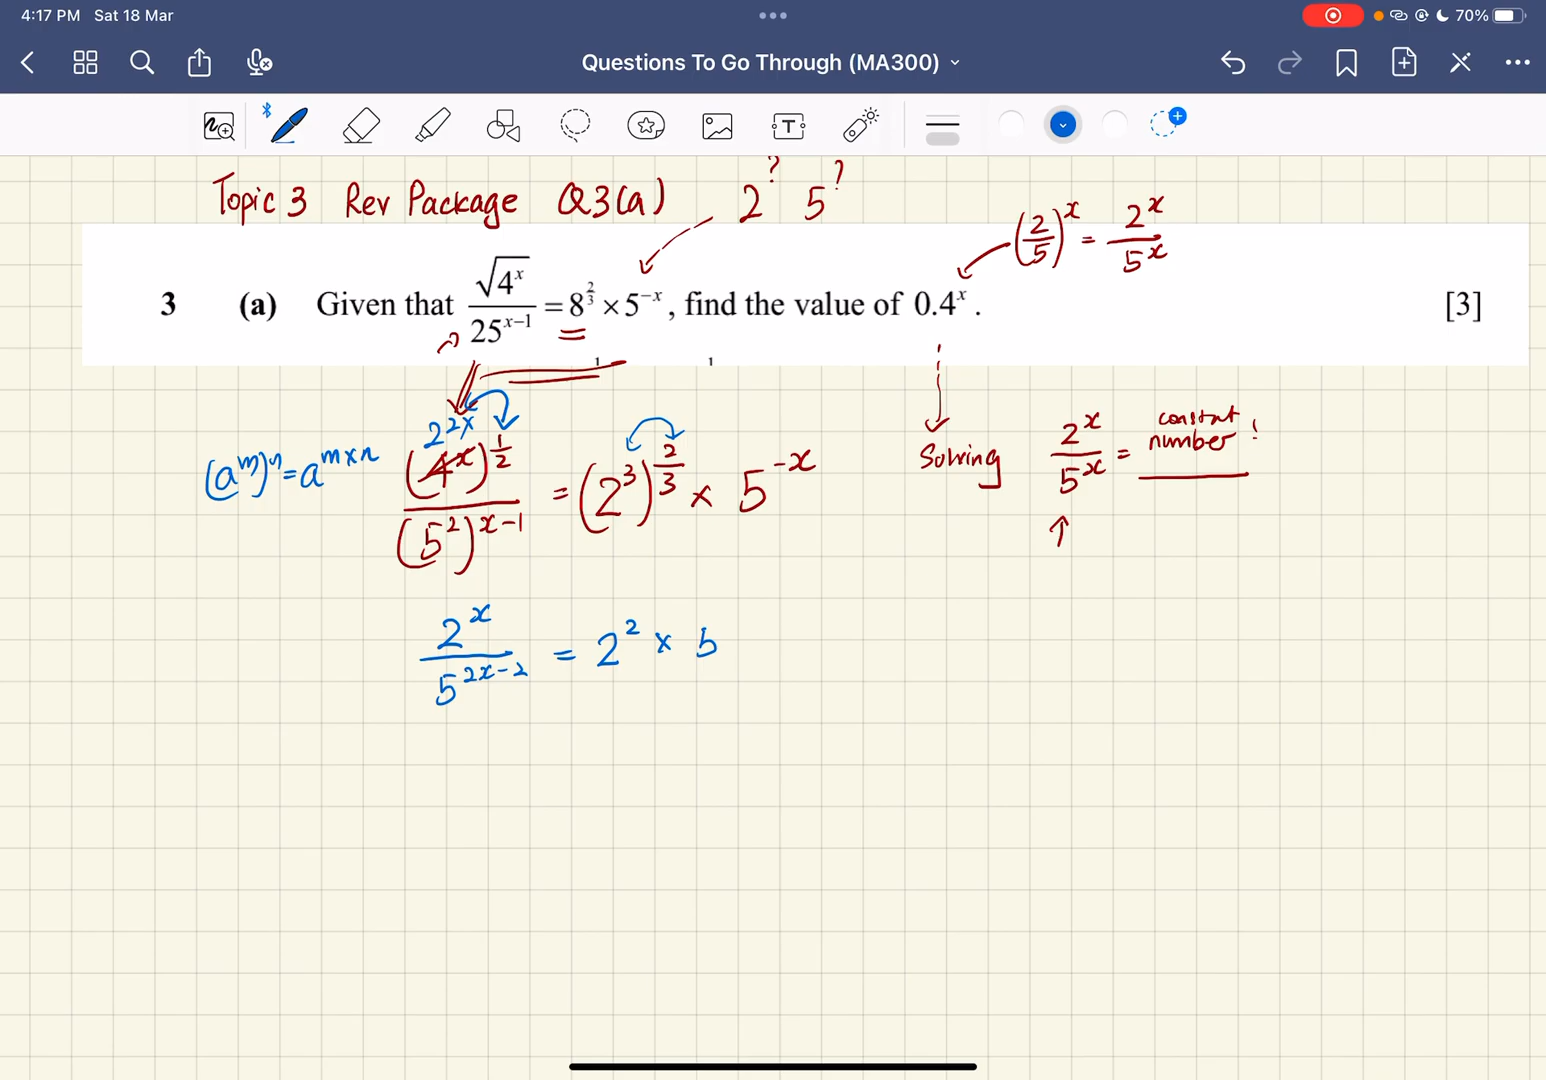 4:17 PM Sat 18 Mar
70%
Questions To Go Through (MA300)
Topic 3 Rev Package Q3(a) 2^? 5^?
(2/5)^x = 2^x/5^x
3 (a) Given that √(4^x)/25^(x−1) = 8^(2/3) × 5^(−x), find the value of 0.4^x. [3]
(a^m)^n = a^(m×n)
2^(2x)
(4^x)^(1/2)/(5^2)^(x−1) = (2^3)^(2/3) × 5^(−x)
Solving 2^x/5^x = constant number!
2^x/5^(2x−2) = 2^2 × 5